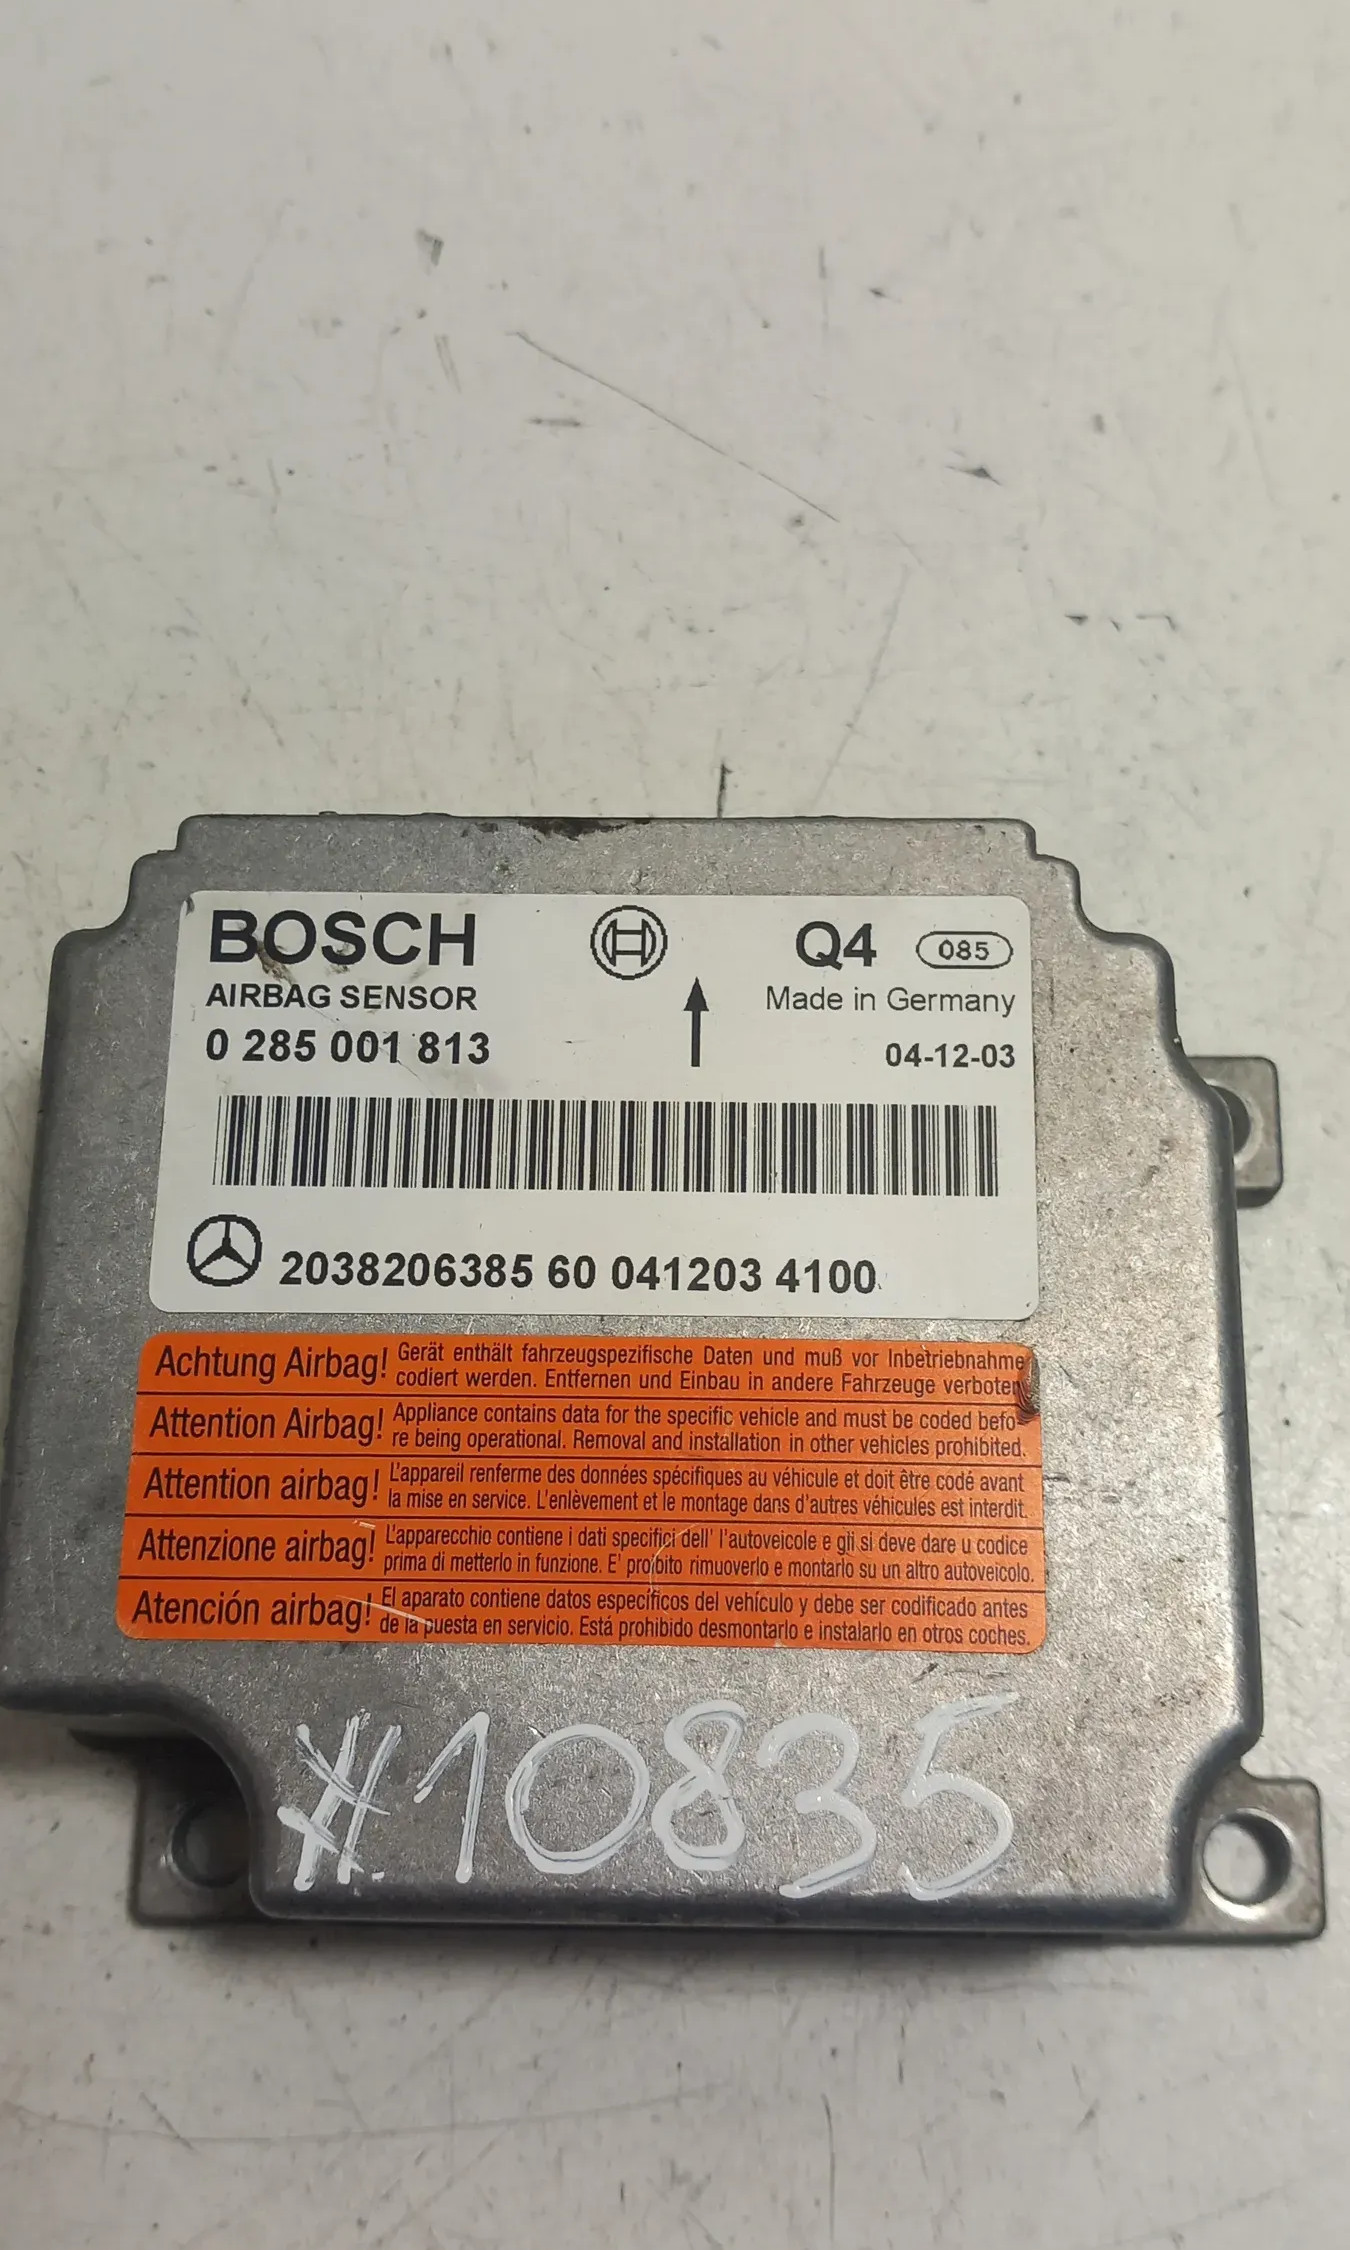 BOSCH Q4 085
AIRBAG SENSOR Made in Germany
0 285 001 813 04-12-03
2038206385 60 041203 4100
Achtung Airbag! Gerät enthält fahrzeugspezifische Daten und muß vor Inbetriebnahme
codiert werden. Entfernen und Einbau in andere Fahrzeuge verboten
Attention Airbag! Appliance contains data for the specific vehicle and must be coded befo-
re being operational. Removal and installation in other vehicles prohibited.
Attention airbag! L'appareil renferme des données spécifiques au véhicule et doit être codé avant
la mise en service. L'enlèvement et le montage dans d'autres véhicules est interdit.
Attenzione airbag! L'apparecchio contiene i dati specifici dell' l'autoveicole e gli si deve dare u codice
prima di metterlo in funzione. E' proibito rimuoverlo e montarlo su un altro autoveicolo.
Atención airbag! El aparato contiene datos específicos del vehículo y debe ser codificado antes
de la puesta en servicio. Está prohibido desmontarlo e instalarlo en otros coches.
#10835